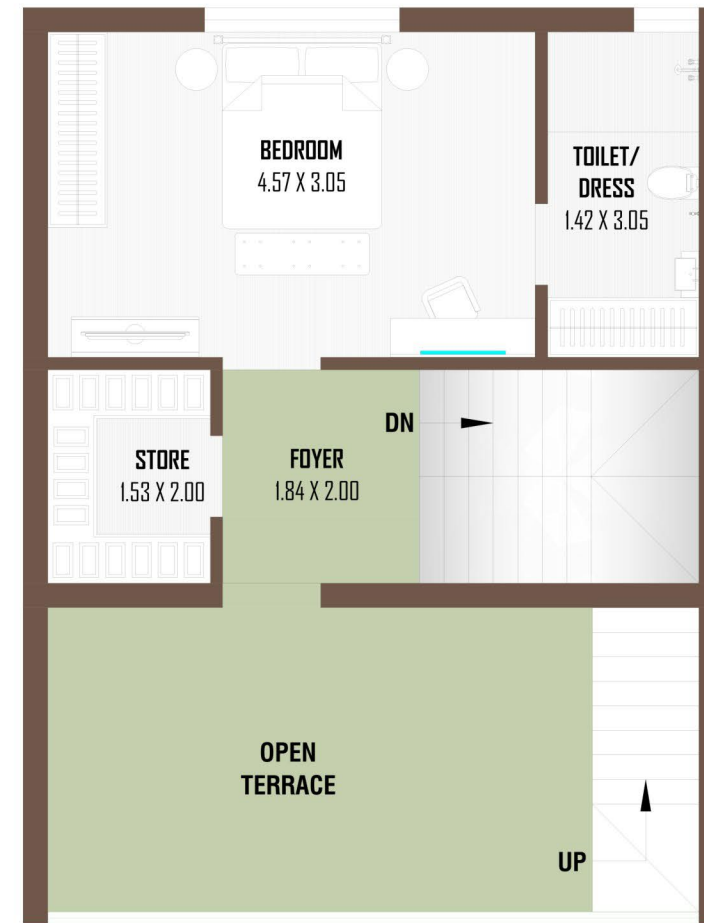 BEDROOM
4.57 X 3.05
TOILET/
DRESS
1.42 X 3.05
DN
STORE
1.53 X 2.00
FOYER
1.84 X 2.00
OPEN
TERRACE
UP